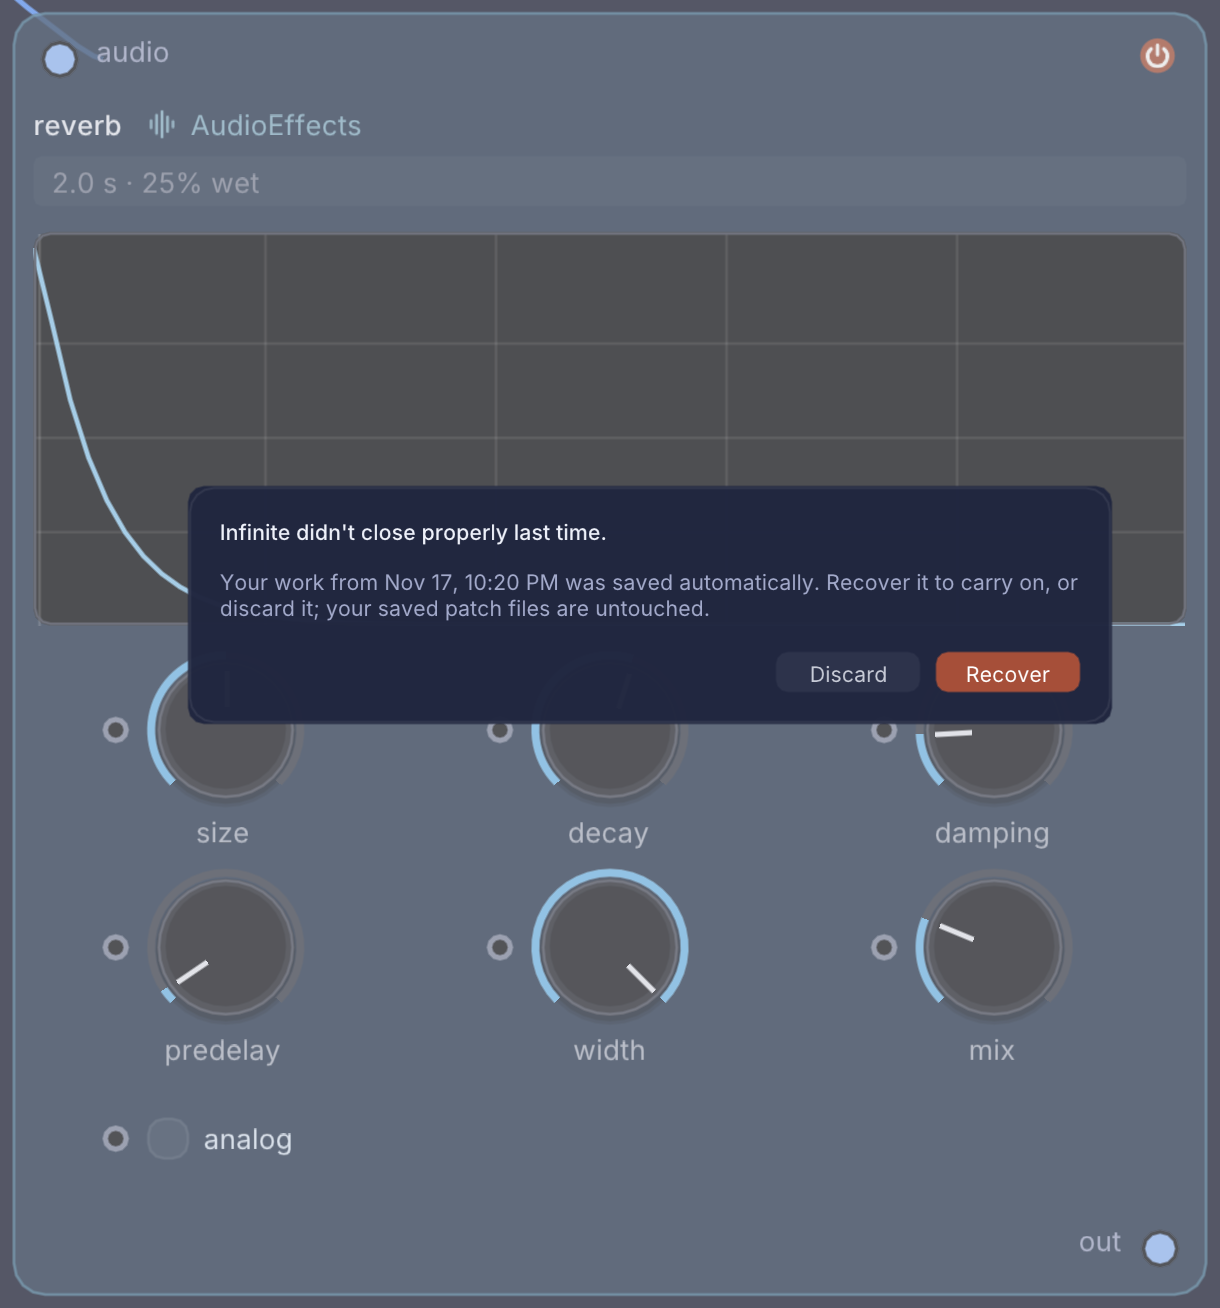 audio
reverb AudioEffects
2.0 s · 25% wet
Infinite didn't close properly last time.
Your work from Nov 17, 10:20 PM was saved automatically. Recover it to carry on, or
discard it; your saved patch files are untouched.
Discard Recover
size decay damping
predelay width mix
analog
out